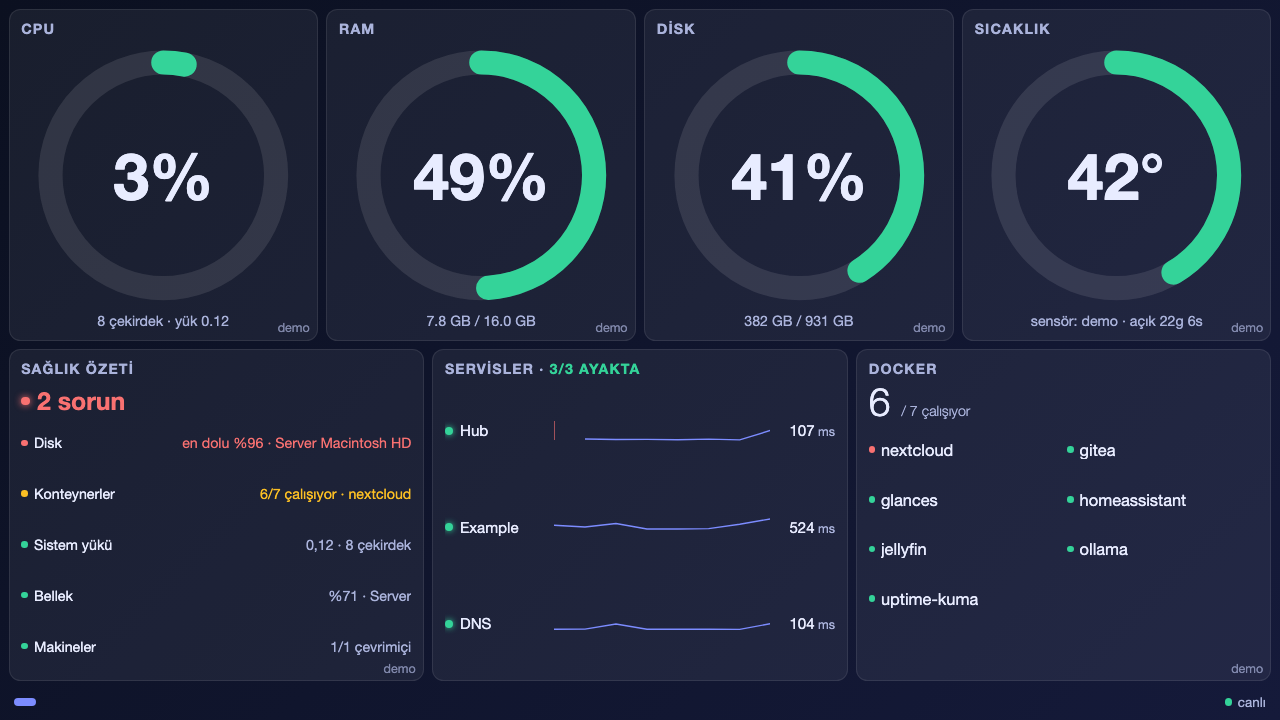 CPU
3%
8 çekirdek · yük 0.12
demo
RAM
49%
7.8 GB / 16.0 GB
demo
DİSK
41%
382 GB / 931 GB
demo
SICAKLIK
42°
sensör: demo · açık 22g 6s
demo
SAĞLIK ÖZETİ
2 sorun
Disk en dolu %96 · Server Macintosh HD
Konteynerler 6/7 çalışıyor · nextcloud
Sistem yükü 0,12 · 8 çekirdek
Bellek %71 · Server
Makineler 1/1 çevrimiçi
demo
SERVİSLER · 3/3 AYAKTA
Hub 107 ms
Example 524 ms
DNS 104 ms
DOCKER
6 / 7 çalışıyor
nextcloud gitea
glances homeassistant
jellyfin ollama
uptime-kuma
demo
canlı